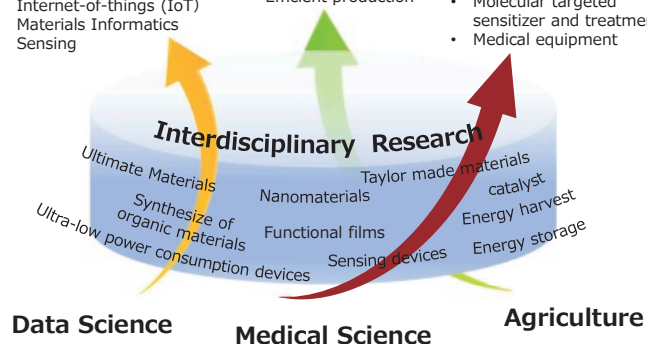 Internet-of-things (IoT)
Materials Informatics
Sensing
Efficient production
• Molecular targeted
sensitizer and treatme
• Medical equipment
Interdisciplinary Research
Ultimate Materials
Synthesize of
organic materials
Ultra-low power consumption devices
Nanomaterials
Functional films
Sensing devices
Taylor made materials
catalyst
Energy harvest
Energy storage
Data Science
Medical Science
Agriculture